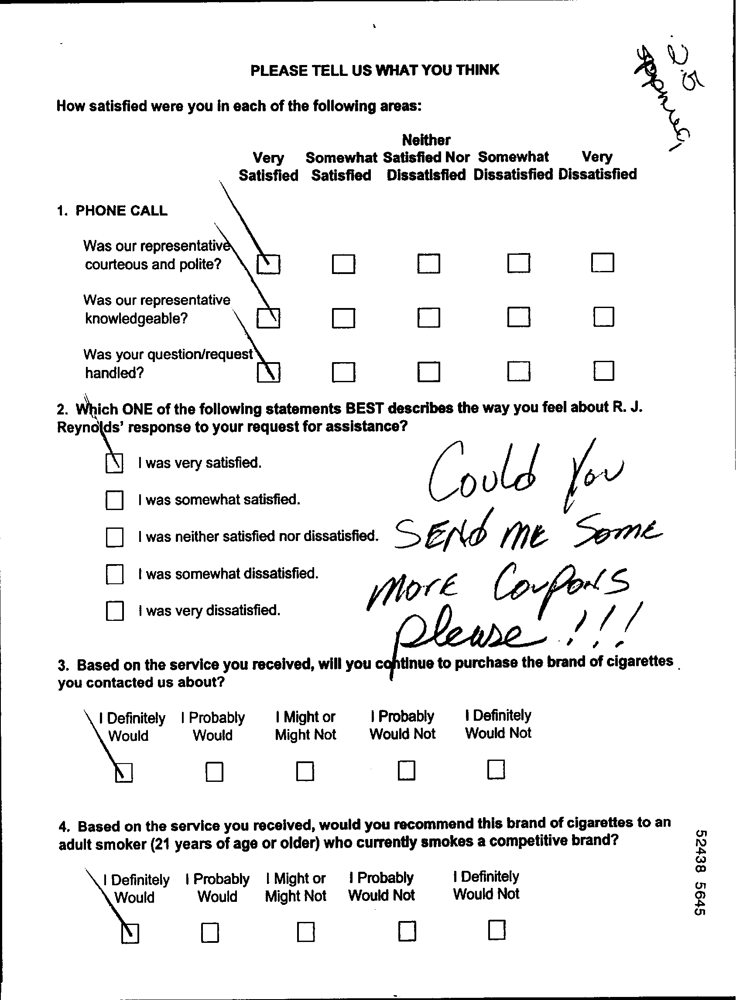 PLEASE TELL US WHAT YOU THINK
2.5
How satisfied were you in each of the following areas:
Neither
Very Somewhat Satisfied Nor Somewhat Very
Satisfied Satisfied Dissatisfied Dissatisfied Dissatisfied
1. PHONE CALL
Was our representative
courteous and polite?
Was our representative
knowledgeable?
Was your question/request
handled?
2. Which ONE of the following statements BEST describes the way you feel about R. J.
Reynolds' response to your request for assistance?
I was very satisfied.
I was somewhat satisfied.
I was neither satisfied nor dissatisfied.
I was somewhat dissatisfied.
I was very dissatisfied.
Could You
SEND ME Some
More Coupons
please!!!
3. Based on the service you received, will you continue to purchase the brand of cigarettes
you contacted us about?
I Definitely I Probably I Might or I Probably I Definitely
Would Would Might Not Would Not Would Not
4. Based on the service you received, would you recommend this brand of cigarettes to an
adult smoker (21 years of age or older) who currently smokes a competitive brand?
I Definitely I Probably I Might or I Probably I Definitely
Would Would Might Not Would Not Would Not
52438 5645